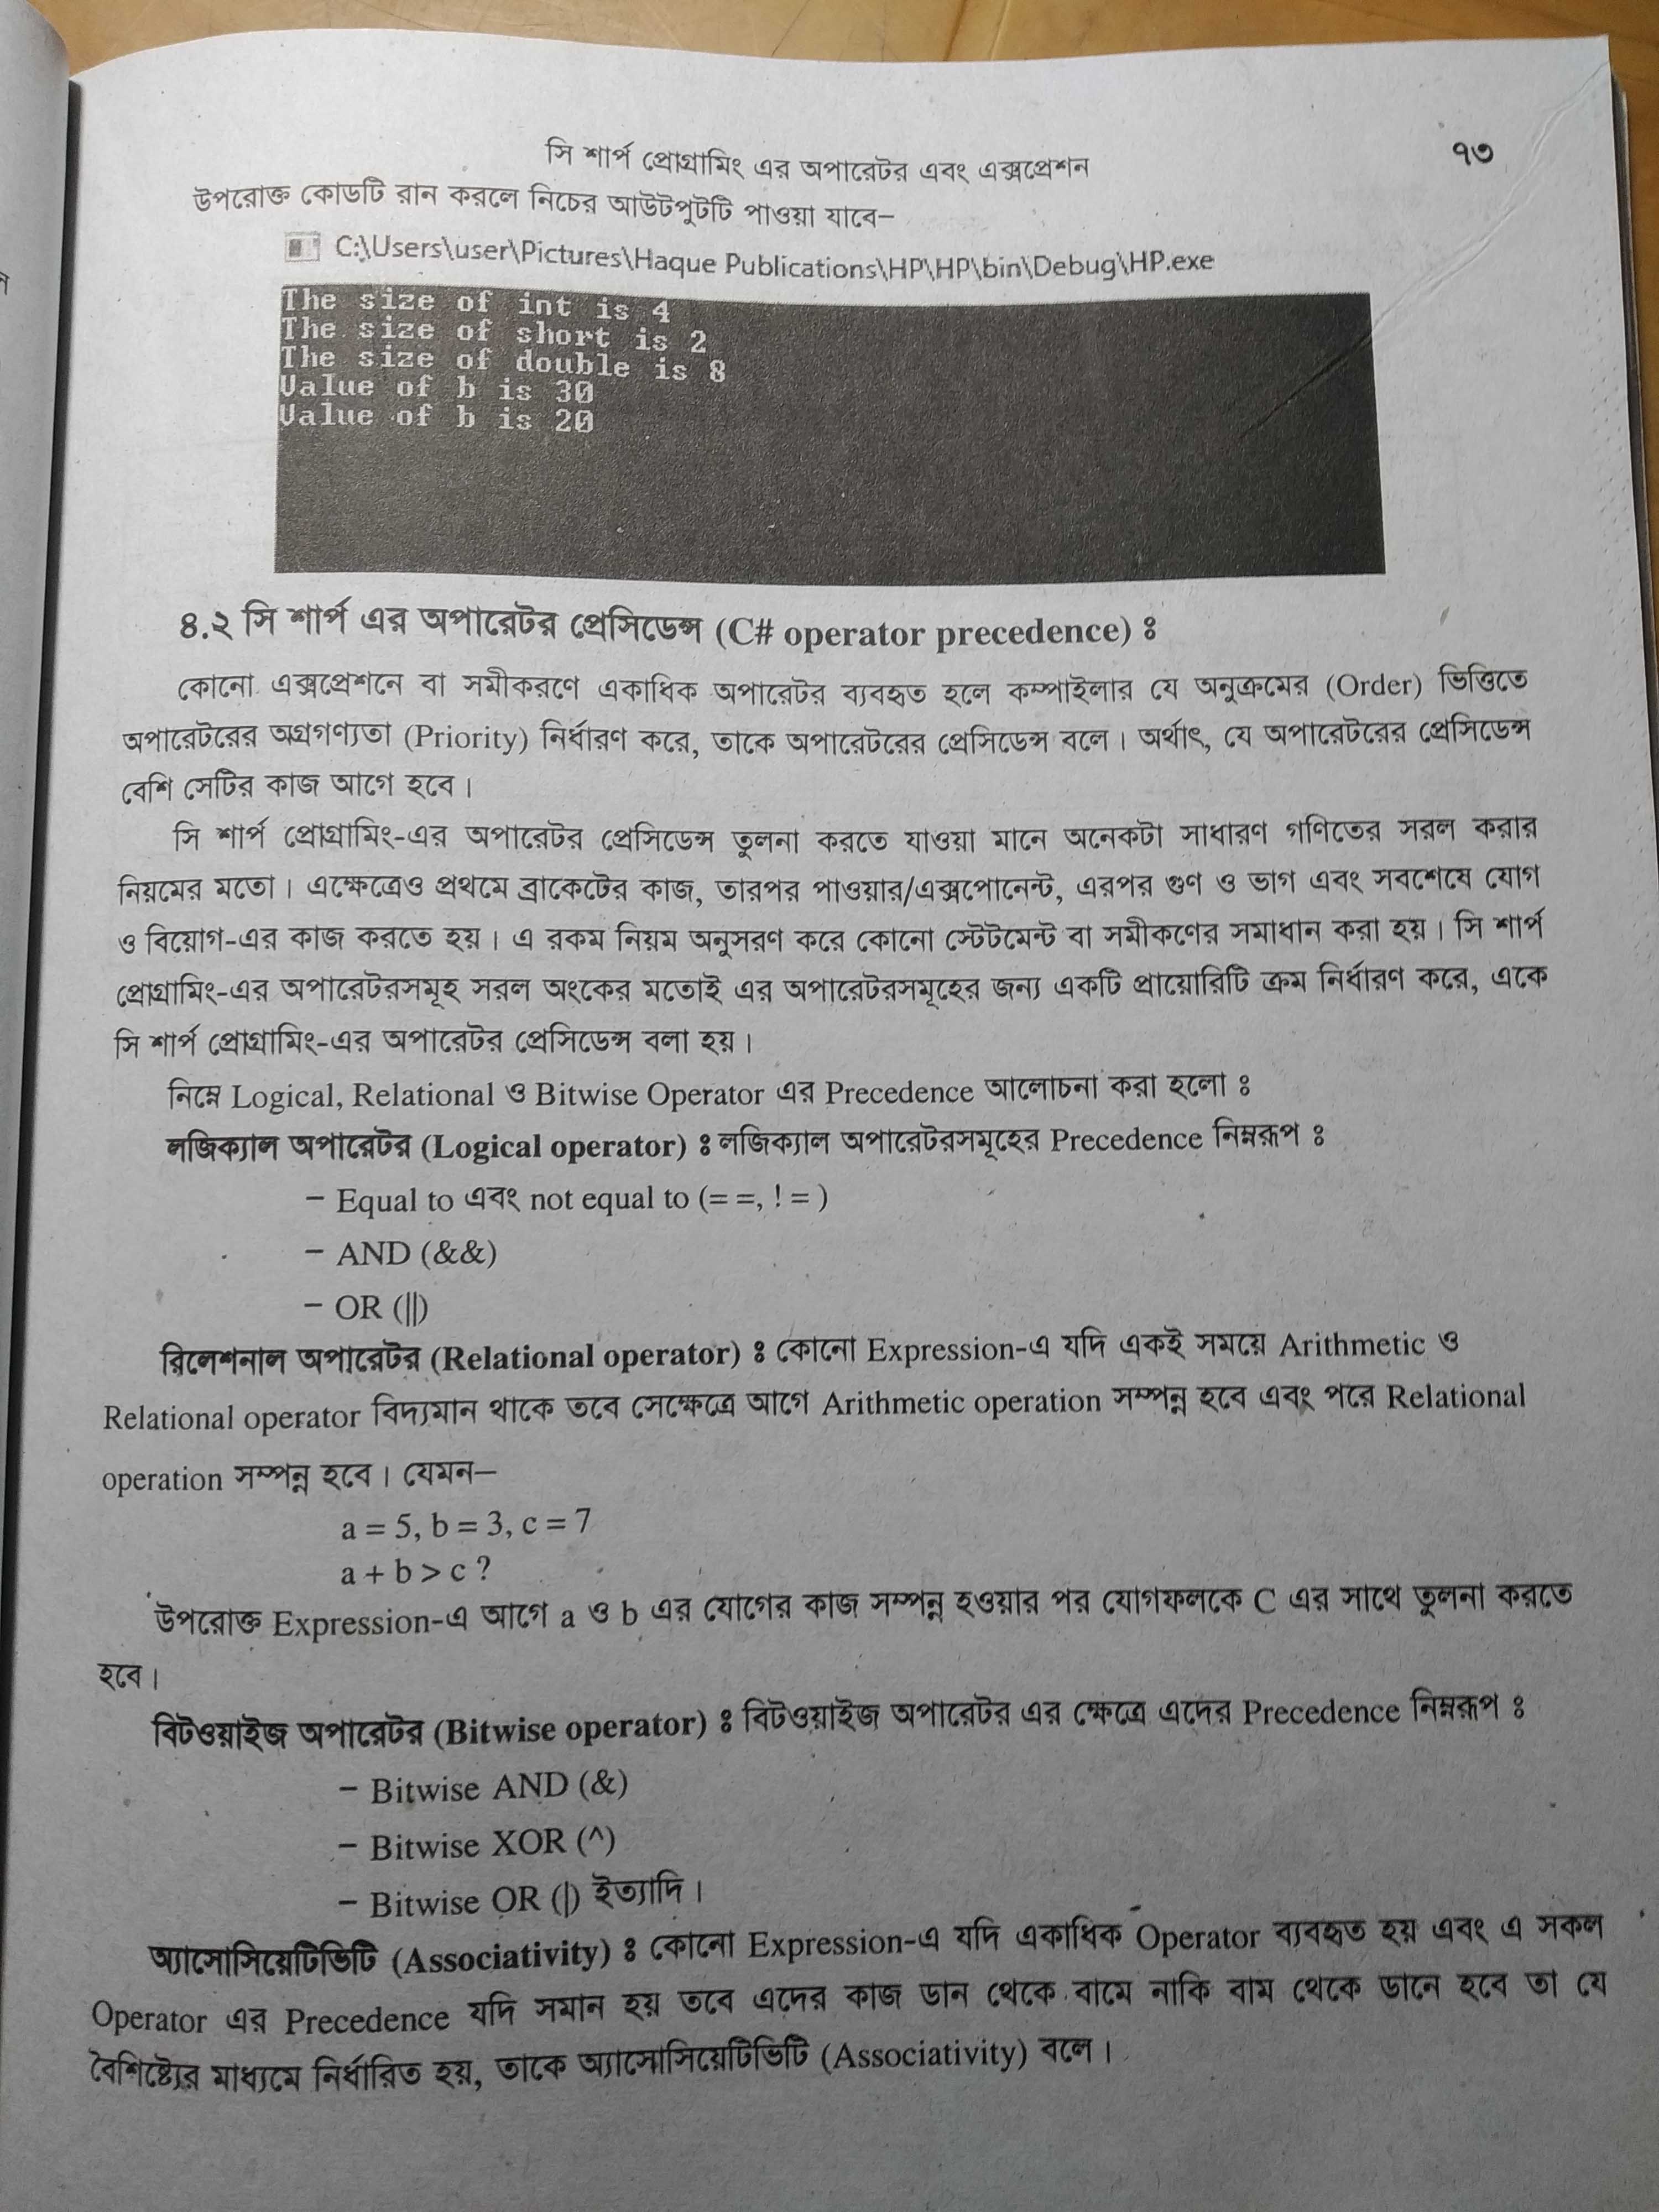 সি শার্প প্রোগ্রামিং এর অপারেটর এবং এক্সপ্রেশন
৭৩
উপরোক্ত কোডটি রান করলে নিচের আউটপুটটি পাওয়া যাবে–
C:\Users\user\Pictures\Haque Publications\HP\HP\bin\Debug\HP.exe
The size of int is 4
The size of short is 2
The size of double is 8
Value of b is 30
Value of b is 20
৪.২ সি শার্প এর অপারেটর প্রেসিডেন্স (C# operator precedence) ঃ
কোনো এক্সপ্রেশনে বা সমীকরণে একাধিক অপারেটর ব্যবহৃত হলে কম্পাইলার যে অনুক্রমের (Order) ভিত্তিতে
অপারেটরের অগ্রগণ্যতা (Priority) নির্ধারণ করে, তাকে অপারেটরের প্রেসিডেন্স বলে। অর্থাৎ, যে অপারেটরের প্রেসিডেন্স
বেশি সেটির কাজ আগে হবে।
সি শার্প প্রোগ্রামিং-এর অপারেটর প্রেসিডেন্স তুলনা করতে যাওয়া মানে অনেকটা সাধারণ গণিতের সরল করার
নিয়মের মতো। এক্ষেত্রেও প্রথমে ব্রাকেটের কাজ, তারপর পাওয়ার/এক্সপোনেন্ট, এরপর গুণ ও ভাগ এবং সবশেষে যোগ
ও বিয়োগ-এর কাজ করতে হয়। এ রকম নিয়ম অনুসরণ করে কোনো স্টেটমেন্ট বা সমীকণের সমাধান করা হয়। সি শার্প
প্রোগ্রামিং-এর অপারেটরসমূহ সরল অংকের মতোই এর অপারেটরসমূহের জন্য একটি প্রায়োরিটি ক্রম নির্ধারণ করে, একে
সি শার্প প্রোগ্রামিং-এর অপারেটর প্রেসিডেন্স বলা হয়।
নিম্নে Logical, Relational ও Bitwise Operator এর Precedence আলোচনা করা হলো ঃ
লজিক্যাল অপারেটর (Logical operator) ঃ লজিক্যাল অপারেটরসমূহের Precedence নিম্নরূপ ঃ
– Equal to এবং not equal to (= =, ! = )
– AND (&&)
– OR (||)
রিলেশনাল অপারেটর (Relational operator) ঃ কোনো Expression-এ যদি একই সময়ে Arithmetic ও
Relational operator বিদ্যমান থাকে তবে সেক্ষেত্রে আগে Arithmetic operation সম্পন্ন হবে এবং পরে Relational
operation সম্পন্ন হবে। যেমন–
a = 5, b = 3, c = 7
a + b > c ?
উপরোক্ত Expression-এ আগে a ও b এর যোগের কাজ সম্পন্ন হওয়ার পর যোগফলকে C এর সাথে তুলনা করতে
হবে।
বিটওয়াইজ অপারেটর (Bitwise operator) ঃ বিটওয়াইজ অপারেটর এর ক্ষেত্রে এদের Precedence নিম্নরূপ ঃ
– Bitwise AND (&)
– Bitwise XOR (^)
– Bitwise OR (|) ইত্যাদি।
অ্যাসোসিয়েটিভিটি (Associativity) ঃ কোনো Expression-এ যদি একাধিক Operator ব্যবহৃত হয় এবং এ সকল
Operator এর Precedence যদি সমান হয় তবে এদের কাজ ডান থেকে বামে নাকি বাম থেকে ডানে হবে তা যে
বৈশিষ্ট্যের মাধ্যমে নির্ধারিত হয়, তাকে অ্যাসোসিয়েটিভিটি (Associativity) বলে।